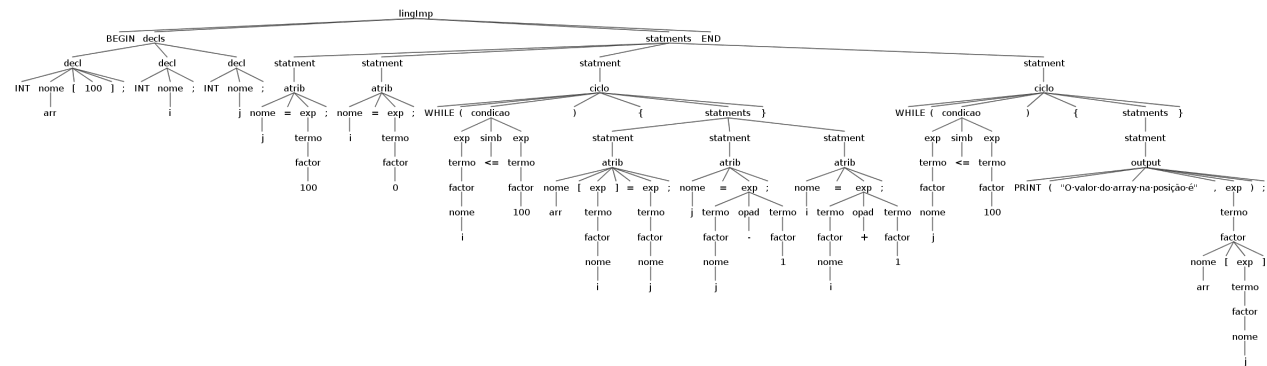 lingImp
BEGIN decls statments END
decl decl decl statment statment statment statment
INT nome [ 100 ] ; INT nome ; INT nome ; atrib atrib ciclo ciclo
arr i j nome = exp ; nome = exp ; WHILE ( condicao ) { statments } WHILE ( condicao ) { statments }
j termo i termo exp simb exp statment statment statment exp simb exp statment
factor factor termo <= termo atrib atrib atrib termo <= termo output
100 0 factor factor nome [ exp ] = exp ; nome = exp ; nome = exp ; factor factor PRINT ( "O-valor-do-array-na-posição-é" , exp ) ;
nome 100 arr termo termo j termo opad termo i termo opad termo nome 100 termo
i factor factor factor - factor factor + factor j factor
nome nome nome 1 nome 1 nome [ exp ]
i j j i arr termo
factor
nome
j